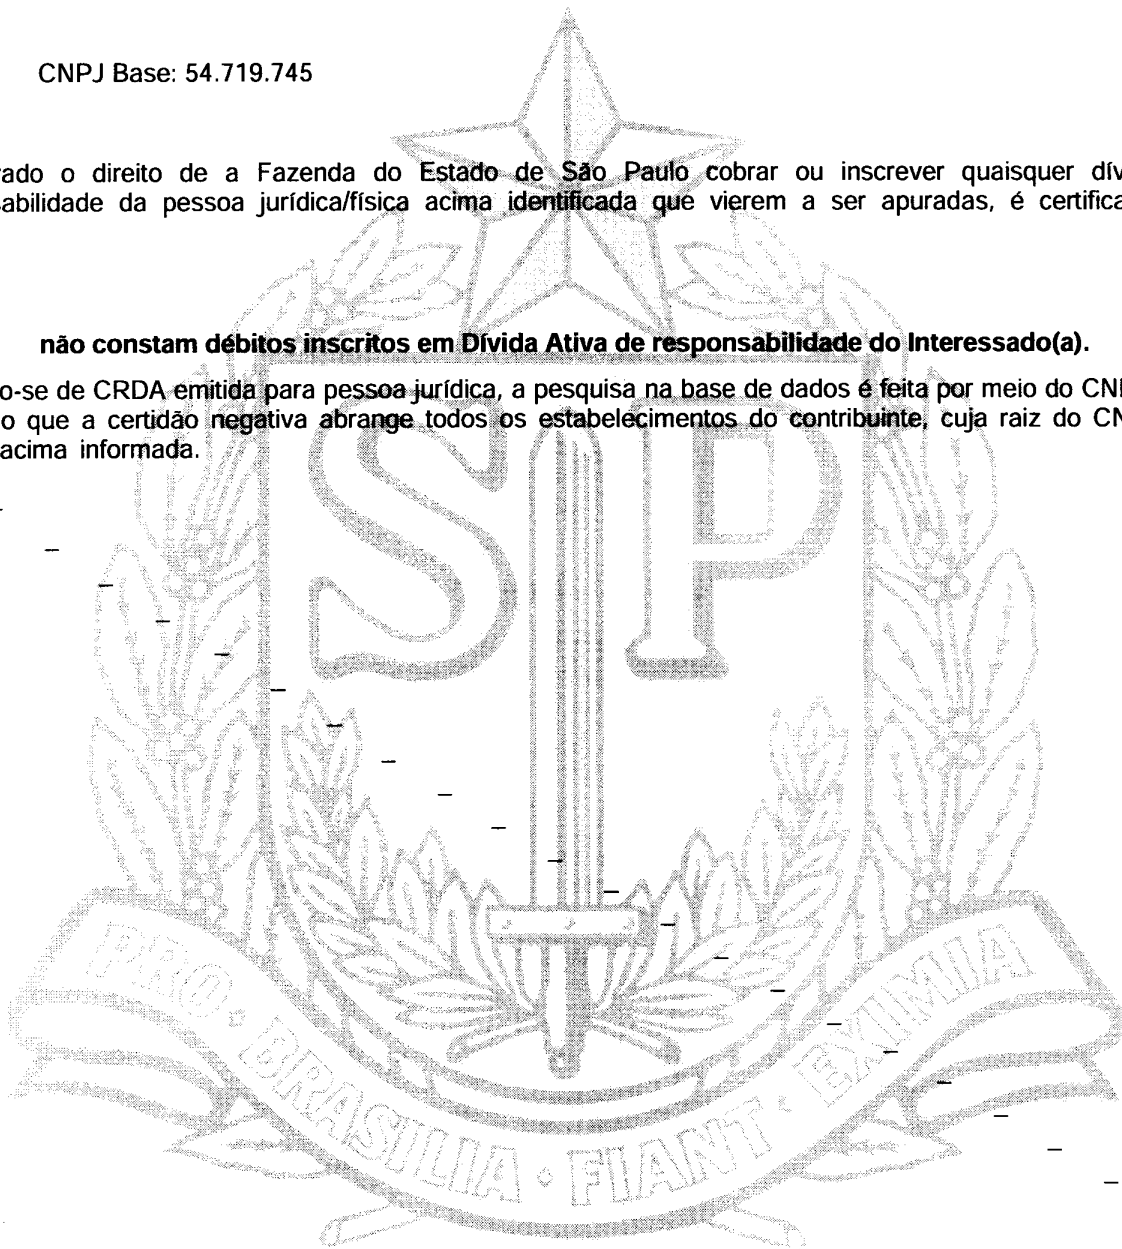 CNPJ Base: 54.719.745
rado o direito de a Fazenda do Estado de São Paulo cobrar ou inscrever quaisquer dív
sabilidade da pessoa jurídica/física acima identificada que vierem a ser apuradas, é certifica
não constam débitos inscritos em Dívida Ativa de responsabilidade do Interessado(a).
o-se de CRDA emitida para pessoa jurídica, a pesquisa na base de dados é feita por meio do CN
o que a certidão negativa abrange todos os estabelecimentos do contribuinte, cuja raiz do CN
acima informada.
SP
PRO · BRASILIA · FIANT · EXIMIA